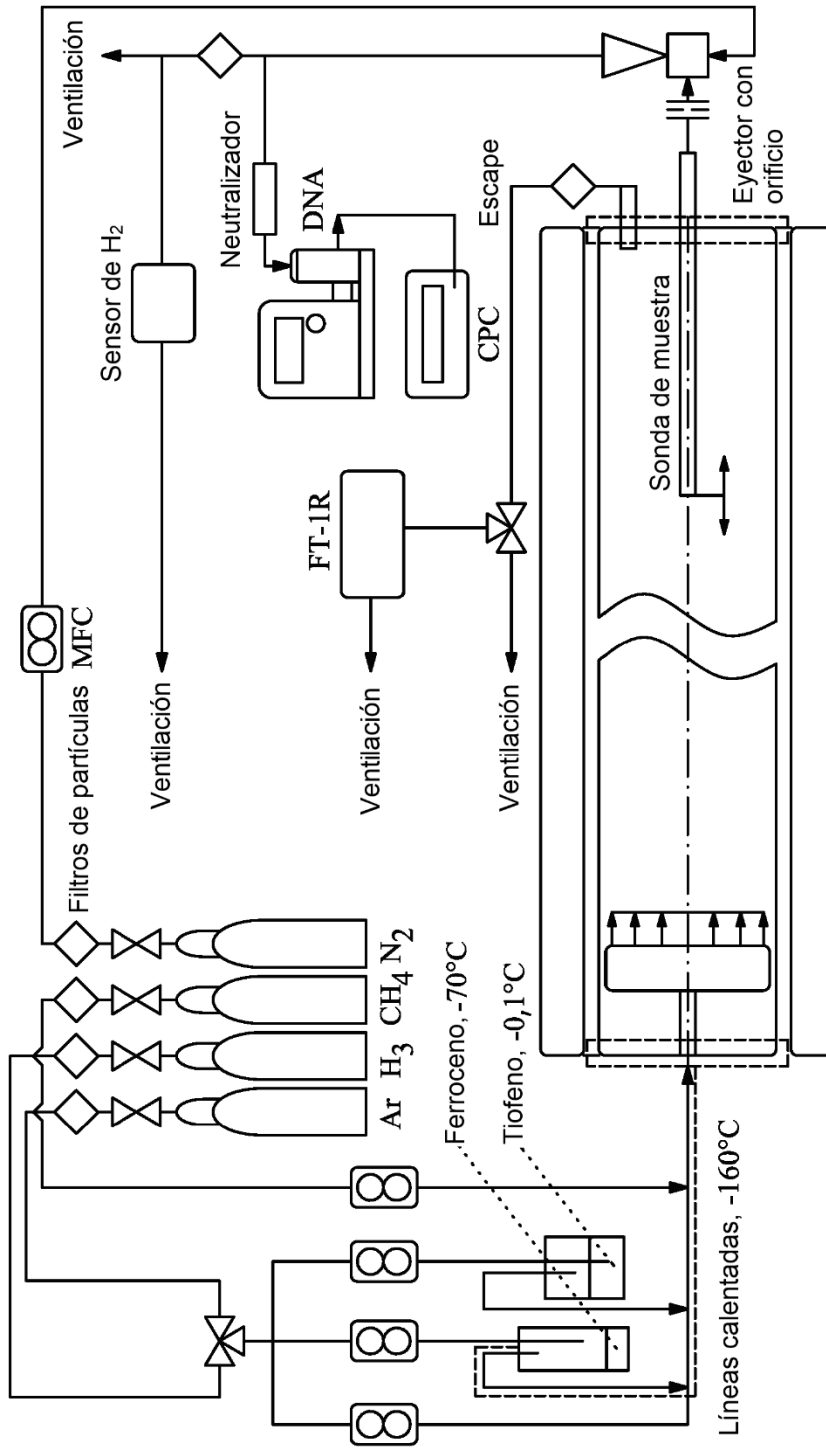 Ventilación
Sensor de H₂
Neutralizador
DNA
CPC
FT-1R
Ventilación
Ventilación
Ventilación
Escape
Eyector con
orificio
Sonda de muestra
MFC
Filtros de partículas
Ar
H₃
CH₄
N₂
Ferroceno, -70°C
Tiofeno, -0,1°C
Líneas calentadas, -160°C